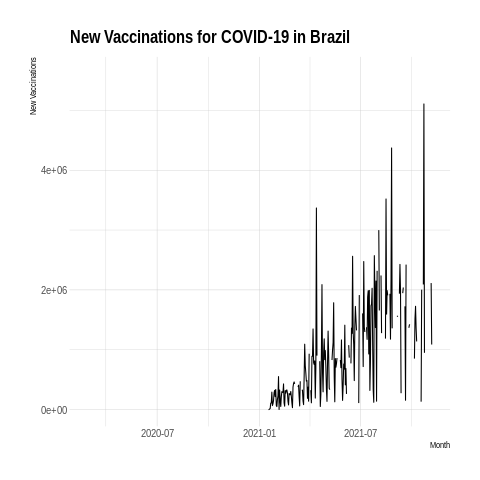 New Vaccinations for COVID-19 in Brazil
New Vaccinations
4e+06
2e+06
0e+00
2020-07
2021-01
2021-07
Month